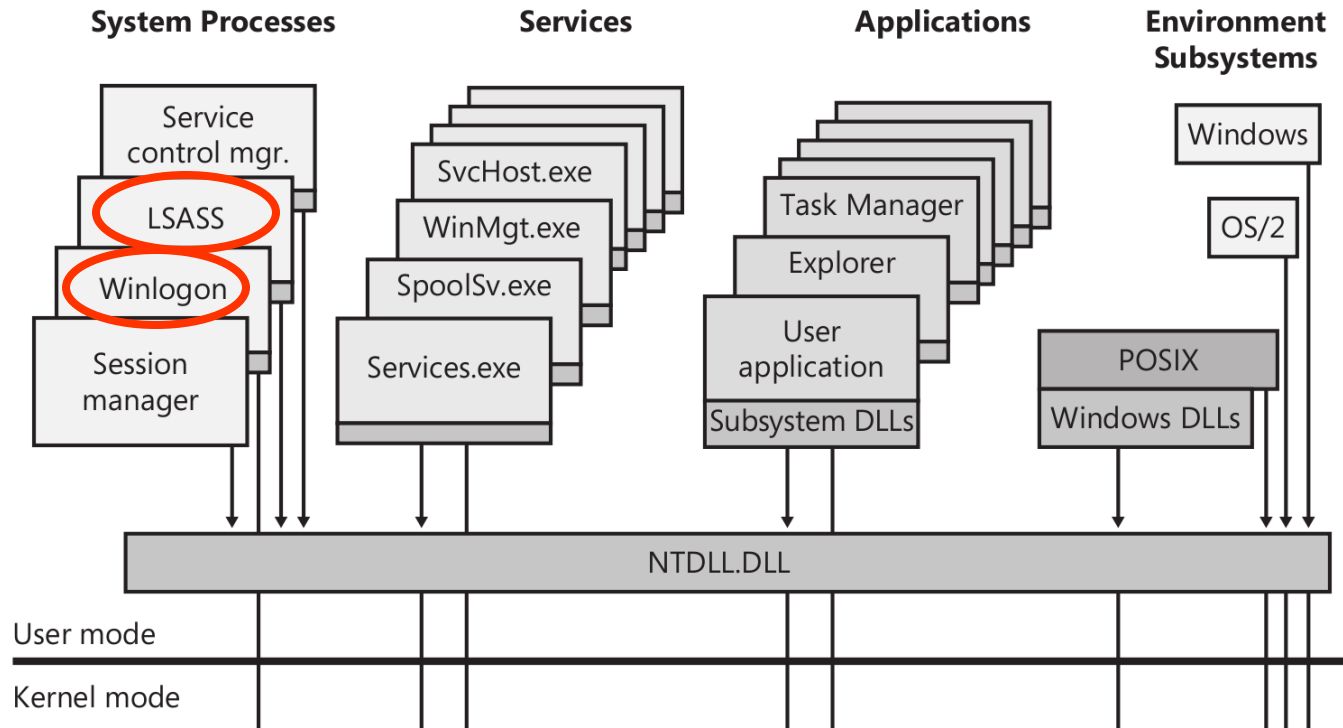 System Processes
Services
Applications
Environment
Subsystems
Service
control mgr.
LSASS
Winlogon
Session
manager
SvcHost.exe
WinMgt.exe
SpoolSv.exe
Services.exe
Task Manager
Explorer
User
application
Subsystem DLLs
Windows
OS/2
POSIX
Windows DLLs
NTDLL.DLL
User mode
Kernel mode